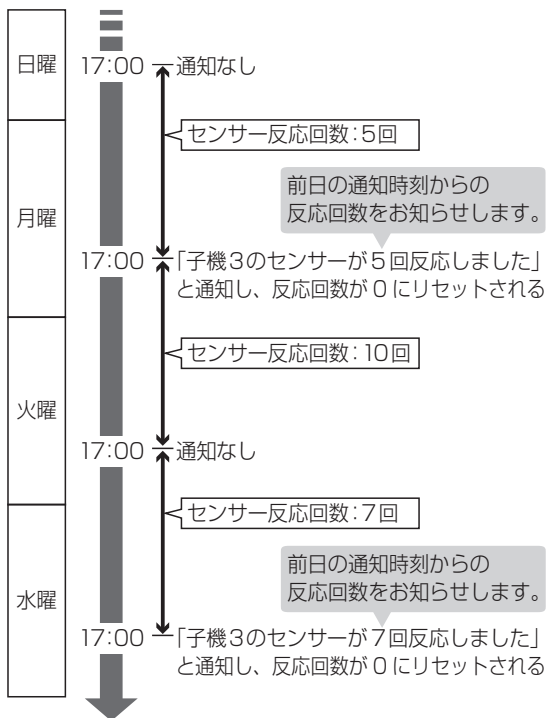 日曜
17:00 通知なし
センサー反応回数:5回
月曜
前日の通知時刻からの
反応回数をお知らせします。
17:00 「子機3のセンサーが5回反応しました」
と通知し、反応回数が0にリセットされる
センサー反応回数:10回
火曜
17:00 通知なし
センサー反応回数:7回
前日の通知時刻からの
反応回数をお知らせします。
水曜
17:00 「子機3のセンサーが7回反応しました」
と通知し、反応回数が0にリセットされる